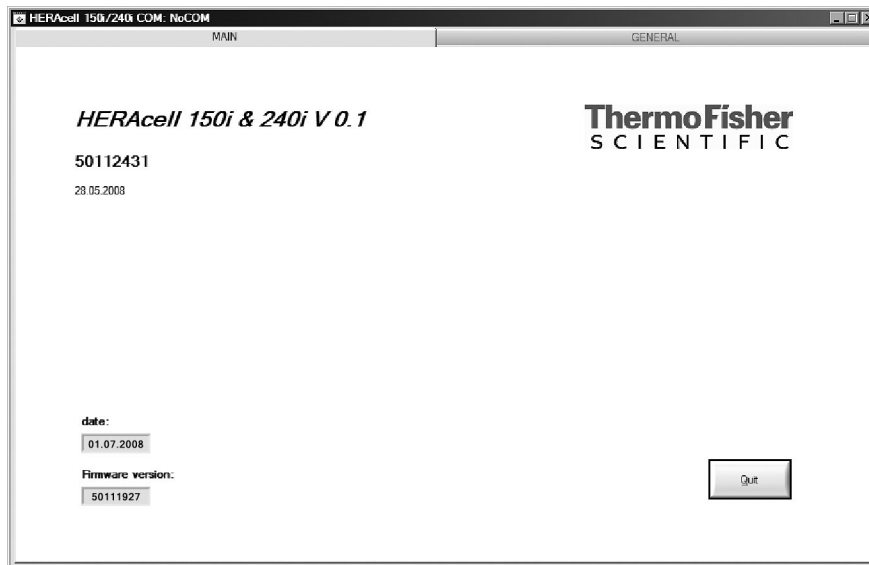 HERAcell 150i/240i COM: NoCOM
MAIN
GENERAL
HERAcell 150i & 240i V 0.1
ThermoFisher
SCIENTIFIC
50112431
28.05.2008
date:
01.07.2008
Firmware version:
50111927
Quit